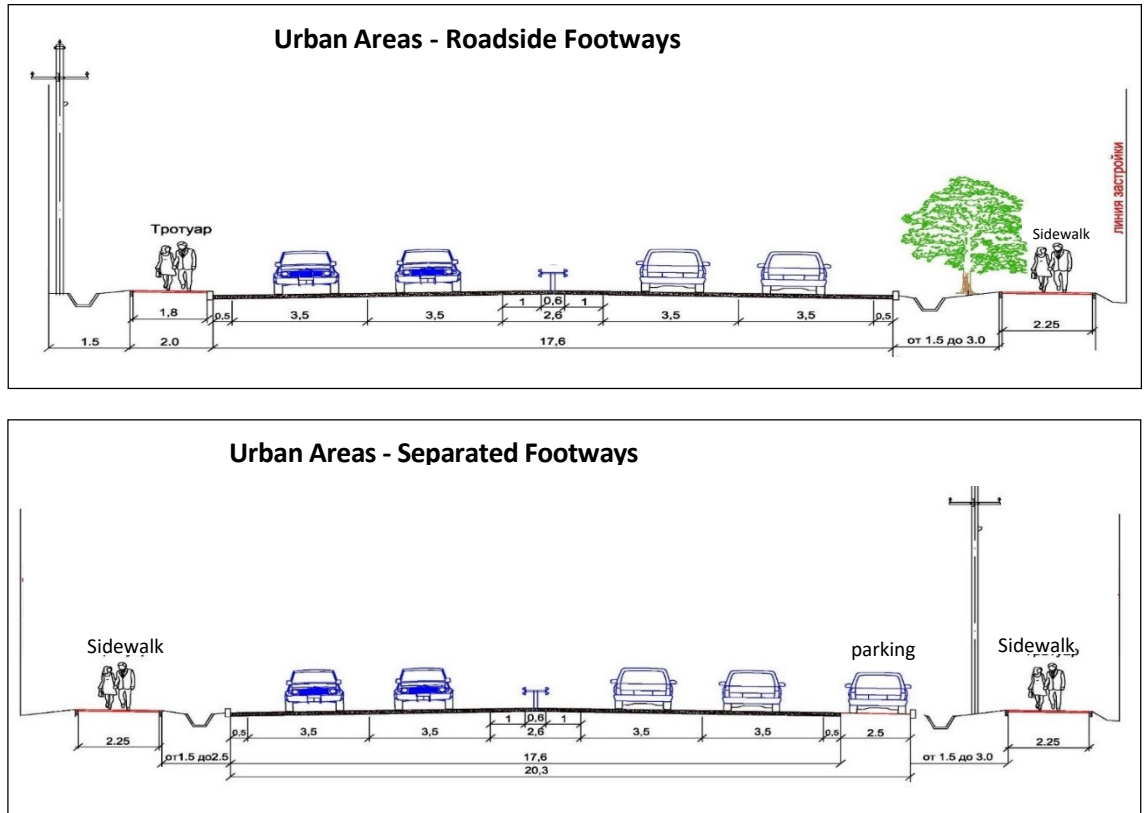 Urban Areas - Roadside Footways
Тротуар
Sidewalk
линия застройки
1,8 0,5 3,5 3,5 1 0,6 1 3,5 3,5 0,5 2.25
1.5 2.0 2,6 от 1.5 до 3.0
17,6
Urban Areas - Separated Footways
Sidewalk
parking
Sidewalk
0,5 3,5 3,5 1 0,6 1 3,5 3,5 0,5 2.5
2.25 2,6 2.25
от1.5 до2.5 17,6 от 1.5 до 3.0
20,3